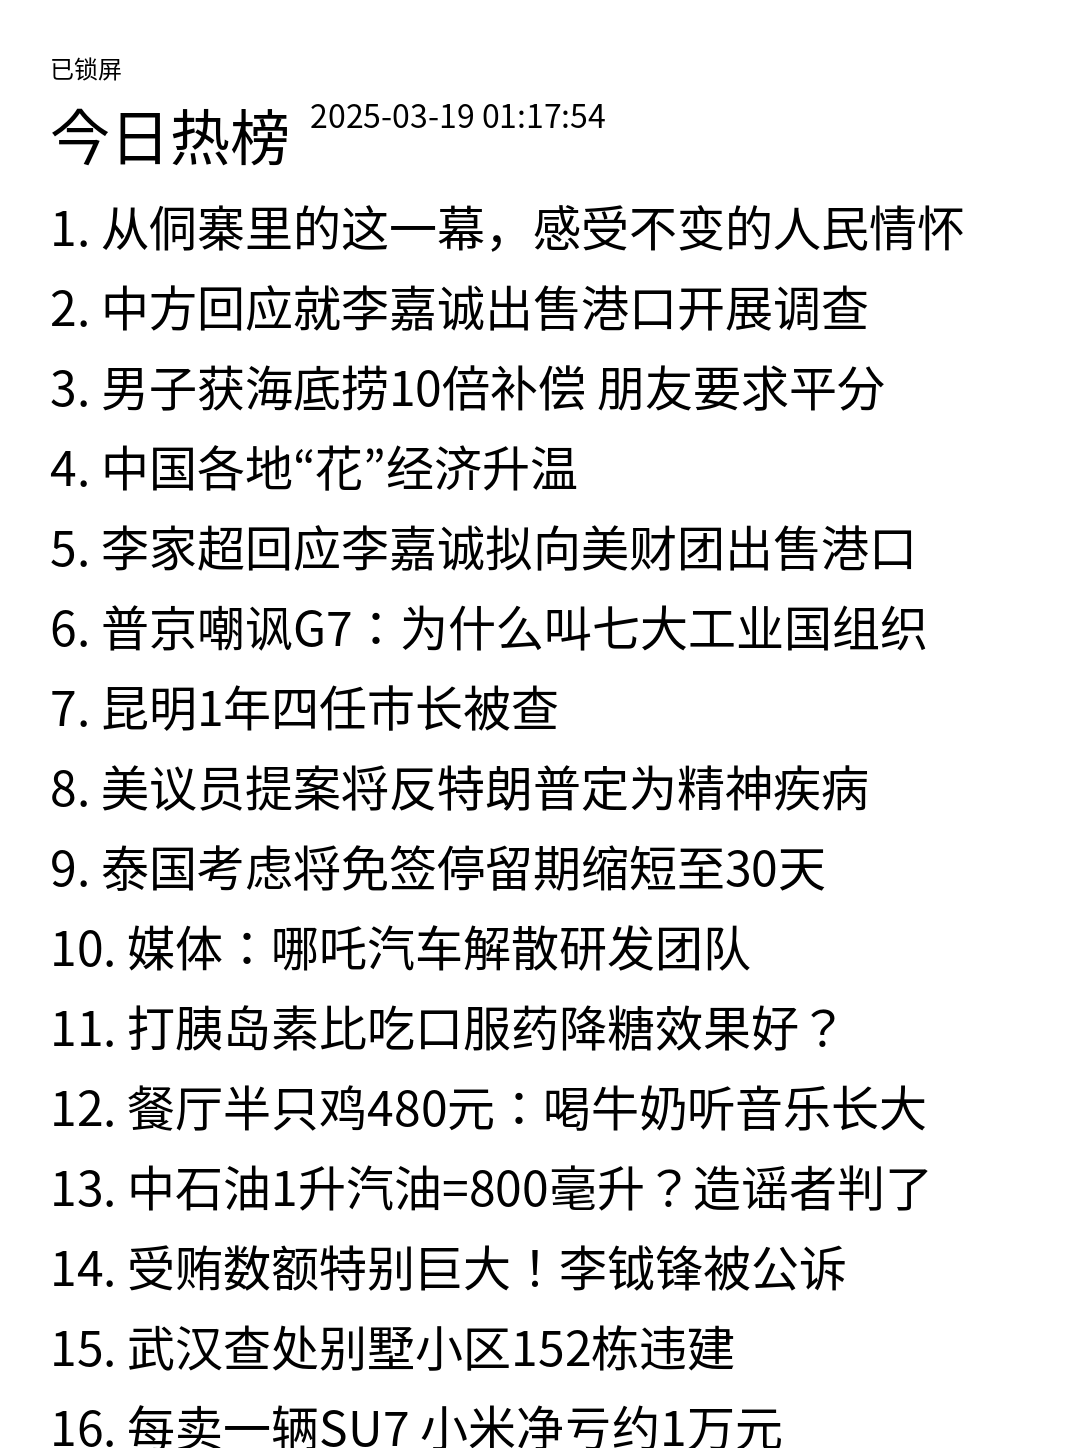 已锁屏
今日热榜 2025-03-19 01:17:54
1. 从侗寨里的这一幕，感受不变的人民情怀
2. 中方回应就李嘉诚出售港口开展调查
3. 男子获海底捞10倍补偿 朋友要求平分
4. 中国各地“花”经济升温
5. 李家超回应李嘉诚拟向美财团出售港口
6. 普京嘲讽G7：为什么叫七大工业国组织
7. 昆明1年四任市长被查
8. 美议员提案将反特朗普定为精神疾病
9. 泰国考虑将免签停留期缩短至30天
10. 媒体：哪吒汽车解散研发团队
11. 打胰岛素比吃口服药降糖效果好？
12. 餐厅半只鸡480元：喝牛奶听音乐长大
13. 中石油1升汽油=800毫升？造谣者判了
14. 受贿数额特别巨大！李钺锋被公诉
15. 武汉查处别墅小区152栋违建
16. 每卖一辆SU7 小米净亏约1万元